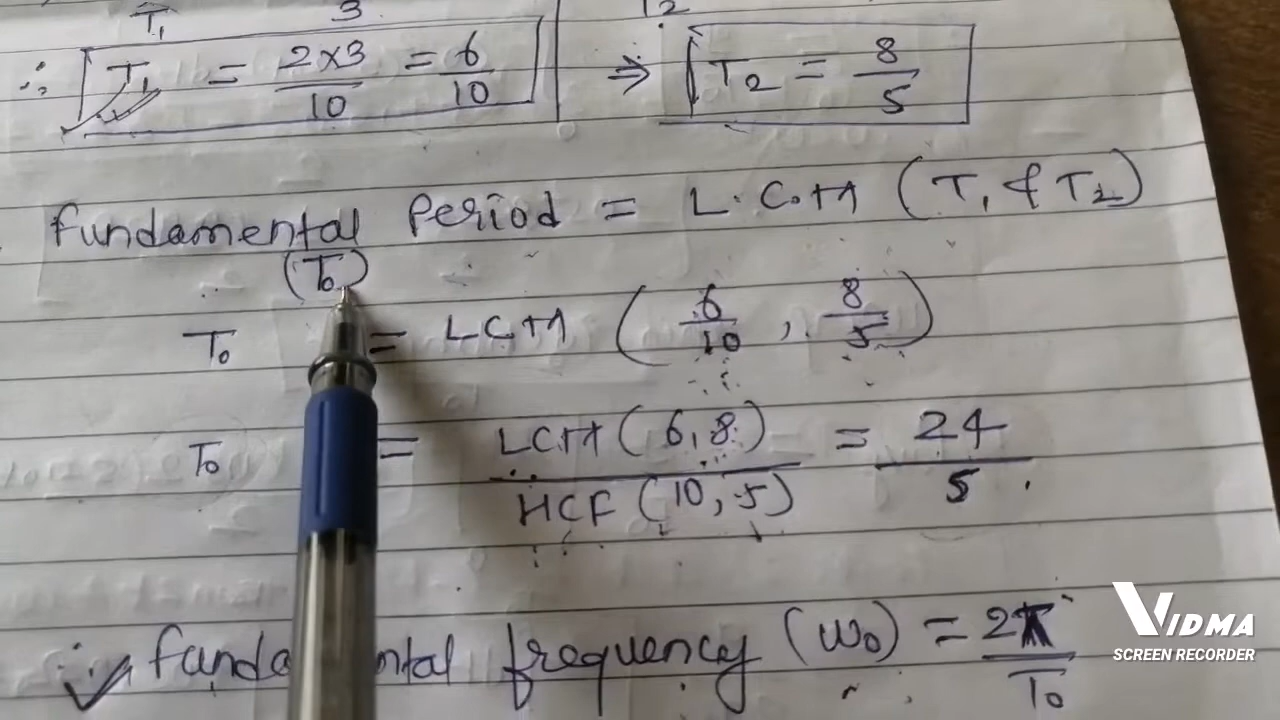 T₁ 3 T₂
∴ T₁ = 2×3/10 = 6/10 ⇒ T₂ = 8/5
Fundamental Period = L.C.M (T₁ & T₂)
(T₀)
T₀ = LCM (6/10, 8/5)
T₀ = LCM(6,8)/HCF(10,5) = 24/5.
∴ fundamental frequency (ω₀) = 2π/T₀
VIDMA
SCREEN RECORDER